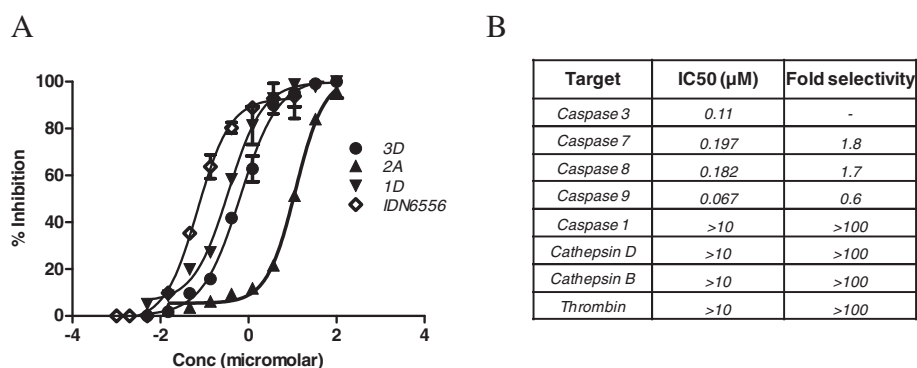 A
B
100
80
60
40
20
0
% Inhibition
-4
-2
0
2
4
Conc (micromolar)
3D
2A
1D
IDN6556
Target IC50 (µM) Fold selectivity
Caspase 3 0.11 -
Caspase 7 0.197 1.8
Caspase 8 0.182 1.7
Caspase 9 0.067 0.6
Caspase 1 >10 >100
Cathepsin D >10 >100
Cathepsin B >10 >100
Thrombin >10 >100